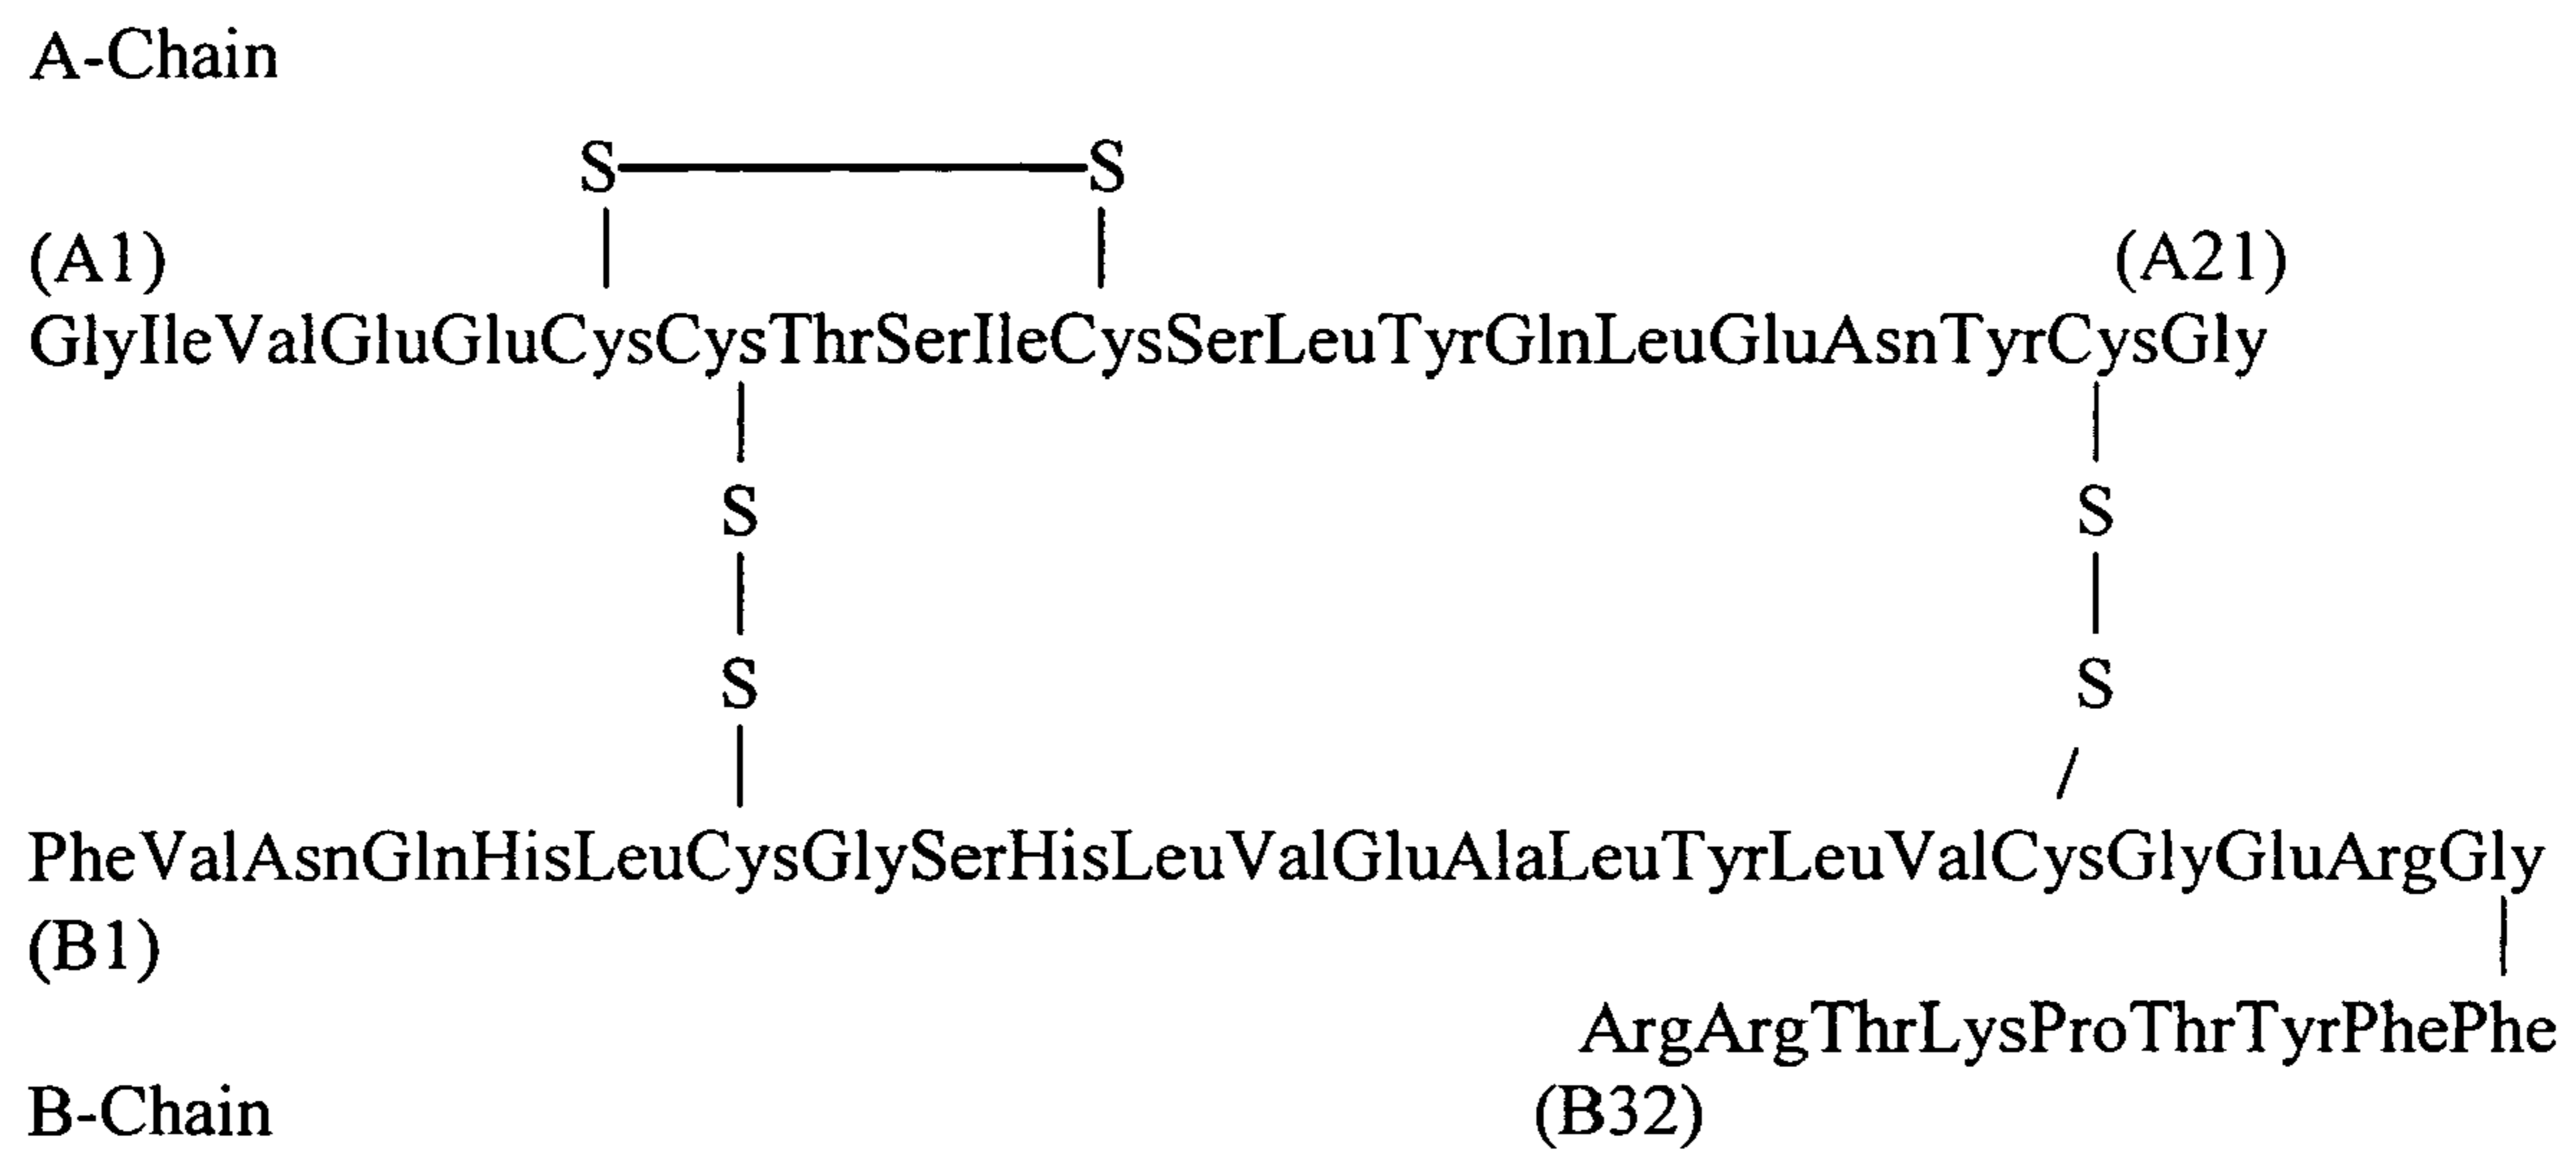 A-Chain
S S
(A1) (A21)
GlyIleValGluGluCysCysThrSerIleCysSerLeuTyrGlnLeuGluAsnTyrCysGly
S S
S S
PheValAsnGlnHisLeuCysGlySerHisLeuValGluAlaLeuTyrLeuValCysGlyGluArgGly
(B1)
ArgArgThrLysProThrTyrPhePhe
B-Chain (B32)